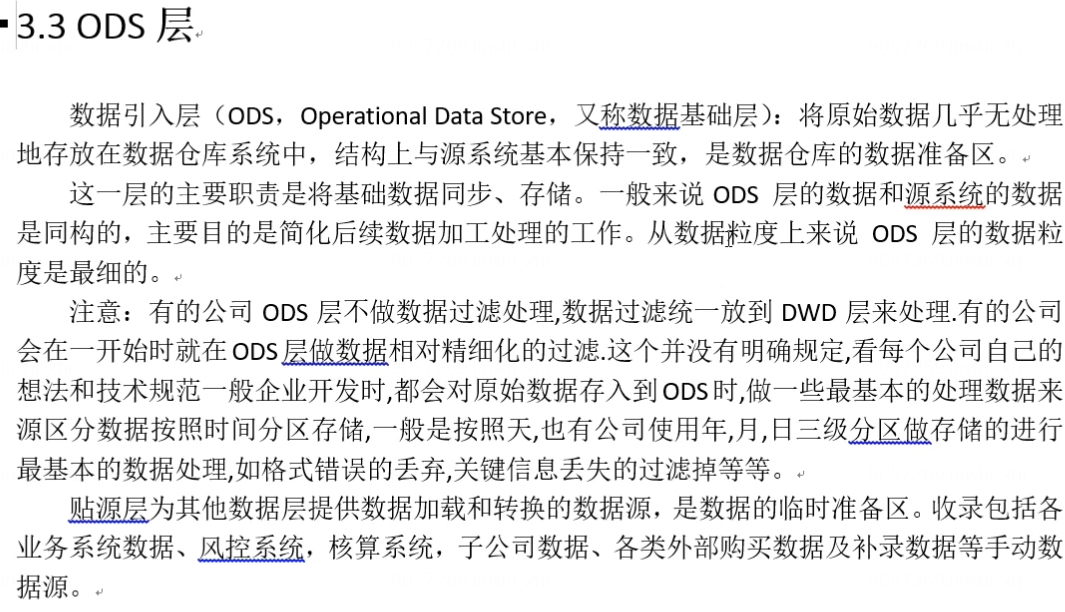 3.3 ODS 层
数据引入层（ODS，Operational Data Store，又称数据基础层）：将原始数据几乎无处理
地存放在数据仓库系统中，结构上与源系统基本保持一致，是数据仓库的数据准备区。
这一层的主要职责是将基础数据同步、存储。一般来说 ODS 层的数据和源系统的数据
是同构的，主要目的是简化后续数据加工处理的工作。从数据粒度上来说 ODS 层的数据粒
度是最细的。
注意：有的公司 ODS 层不做数据过滤处理,数据过滤统一放到 DWD 层来处理.有的公司
会在一开始时就在 ODS 层做数据相对精细化的过滤.这个并没有明确规定,看每个公司自己的
想法和技术规范一般企业开发时,都会对原始数据存入到 ODS 时,做一些最基本的处理数据来
源区分数据按照时间分区存储,一般是按照天,也有公司使用年,月,日三级分区做存储的进行
最基本的数据处理,如格式错误的丢弃,关键信息丢失的过滤掉等等。
贴源层为其他数据层提供数据加载和转换的数据源，是数据的临时准备区。收录包括各
业务系统数据、风控系统，核算系统，子公司数据、各类外部购买数据及补录数据等手动数
据源。